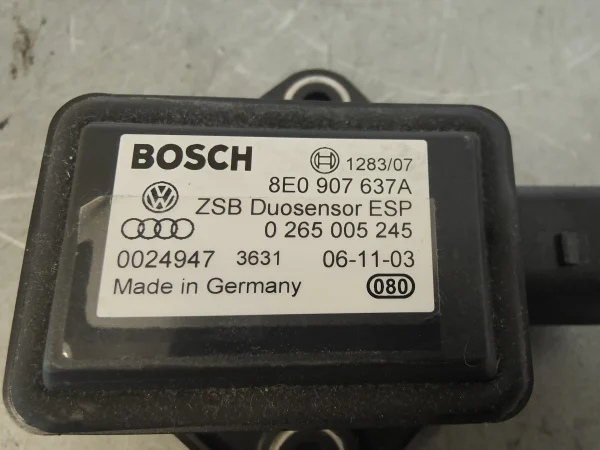 BOSCH 1283/07
8E0 907 637A
ZSB Duosensor ESP
0 265 005 245
0024947 3631 06-11-03
Made in Germany 080